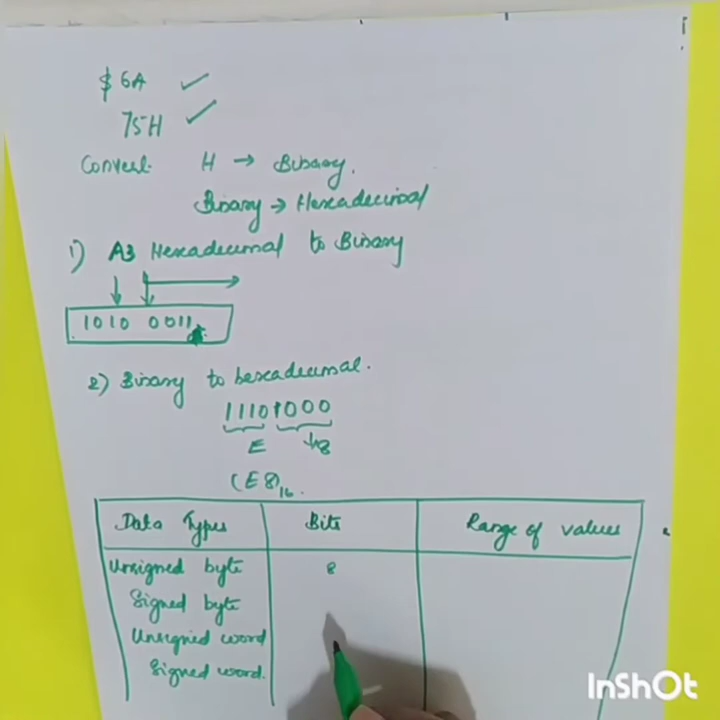 $ 6A ✓
75H ✓
Convert H → Binary.
Binary → Hexadecimal
1) A3 Hexadecimal to Binary
1010 0011
2) Binary to hexadecimal.
11101000
E 8
(E8)16.
Data Types Bits Range of values
Unsigned byte 8
Signed byte
Unsigned word
Signed word.
InShOt